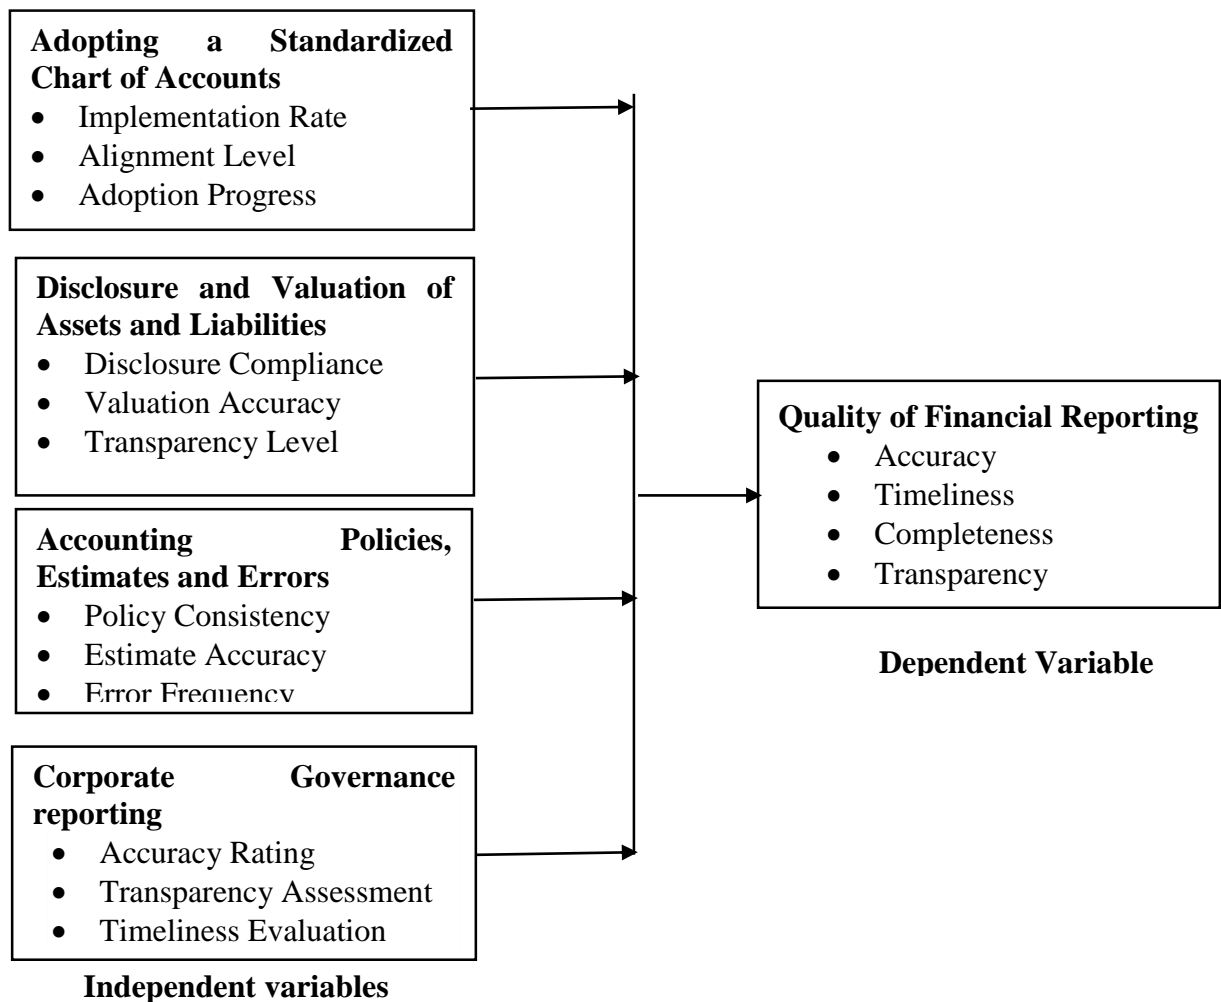 Adopting a Standardized
Chart of Accounts
• Implementation Rate
• Alignment Level
• Adoption Progress
Disclosure and Valuation of
Assets and Liabilities
• Disclosure Compliance
• Valuation Accuracy
• Transparency Level
Accounting Policies,
Estimates and Errors
• Policy Consistency
• Estimate Accuracy
• Error Frequency
Corporate Governance
reporting
• Accuracy Rating
• Transparency Assessment
• Timeliness Evaluation
Independent variables
Quality of Financial Reporting
• Accuracy
• Timeliness
• Completeness
• Transparency
Dependent Variable